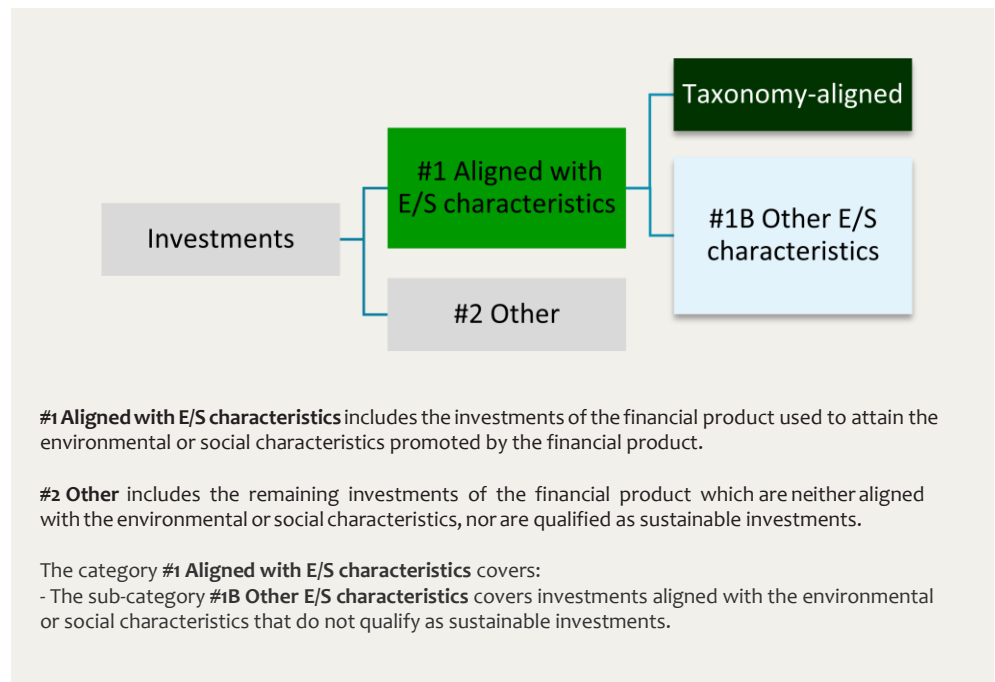 Taxonomy-aligned
#1 Aligned with
E/S characteristics
#1B Other E/S
characteristics
Investments
#2 Other
#1 Aligned with E/S characteristics includes the investments of the financial product used to attain the
environmental or social characteristics promoted by the financial product.
#2 Other includes the remaining investments of the financial product which are neither aligned
with the environmental or social characteristics, nor are qualified as sustainable investments.
The category #1 Aligned with E/S characteristics covers:
- The sub-category #1B Other E/S characteristics covers investments aligned with the environmental
or social characteristics that do not qualify as sustainable investments.